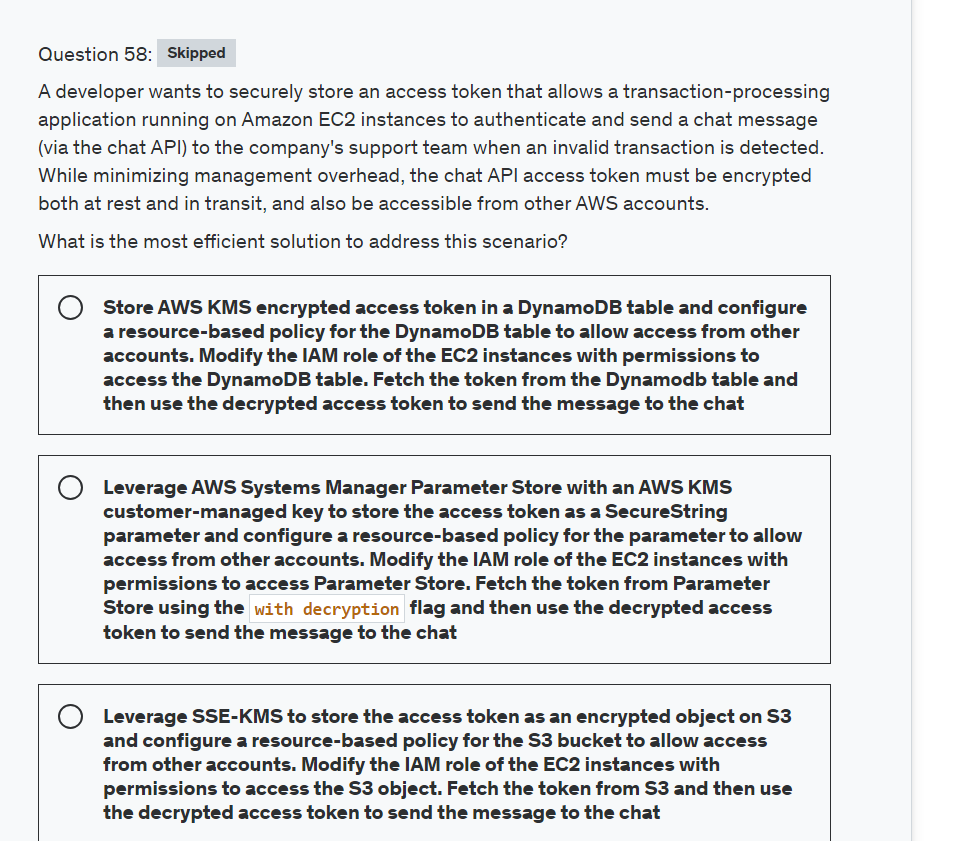 Question 58: Skipped
A developer wants to securely store an access token that allows a transaction-processing
application running on Amazon EC2 instances to authenticate and send a chat message
(via the chat API) to the company's support team when an invalid transaction is detected.
While minimizing management overhead, the chat API access token must be encrypted
both at rest and in transit, and also be accessible from other AWS accounts.
What is the most efficient solution to address this scenario?
Store AWS KMS encrypted access token in a DynamoDB table and configure
a resource-based policy for the DynamoDB table to allow access from other
accounts. Modify the IAM role of the EC2 instances with permissions to
access the DynamoDB table. Fetch the token from the Dynamodb table and
then use the decrypted access token to send the message to the chat
Leverage AWS Systems Manager Parameter Store with an AWS KMS
customer-managed key to store the access token as a SecureString
parameter and configure a resource-based policy for the parameter to allow
access from other accounts. Modify the IAM role of the EC2 instances with
permissions to access Parameter Store. Fetch the token from Parameter
Store using the with decryption flag and then use the decrypted access
token to send the message to the chat
Leverage SSE-KMS to store the access token as an encrypted object on S3
and configure a resource-based policy for the S3 bucket to allow access
from other accounts. Modify the IAM role of the EC2 instances with
permissions to access the S3 object. Fetch the token from S3 and then use
the decrypted access token to send the message to the chat